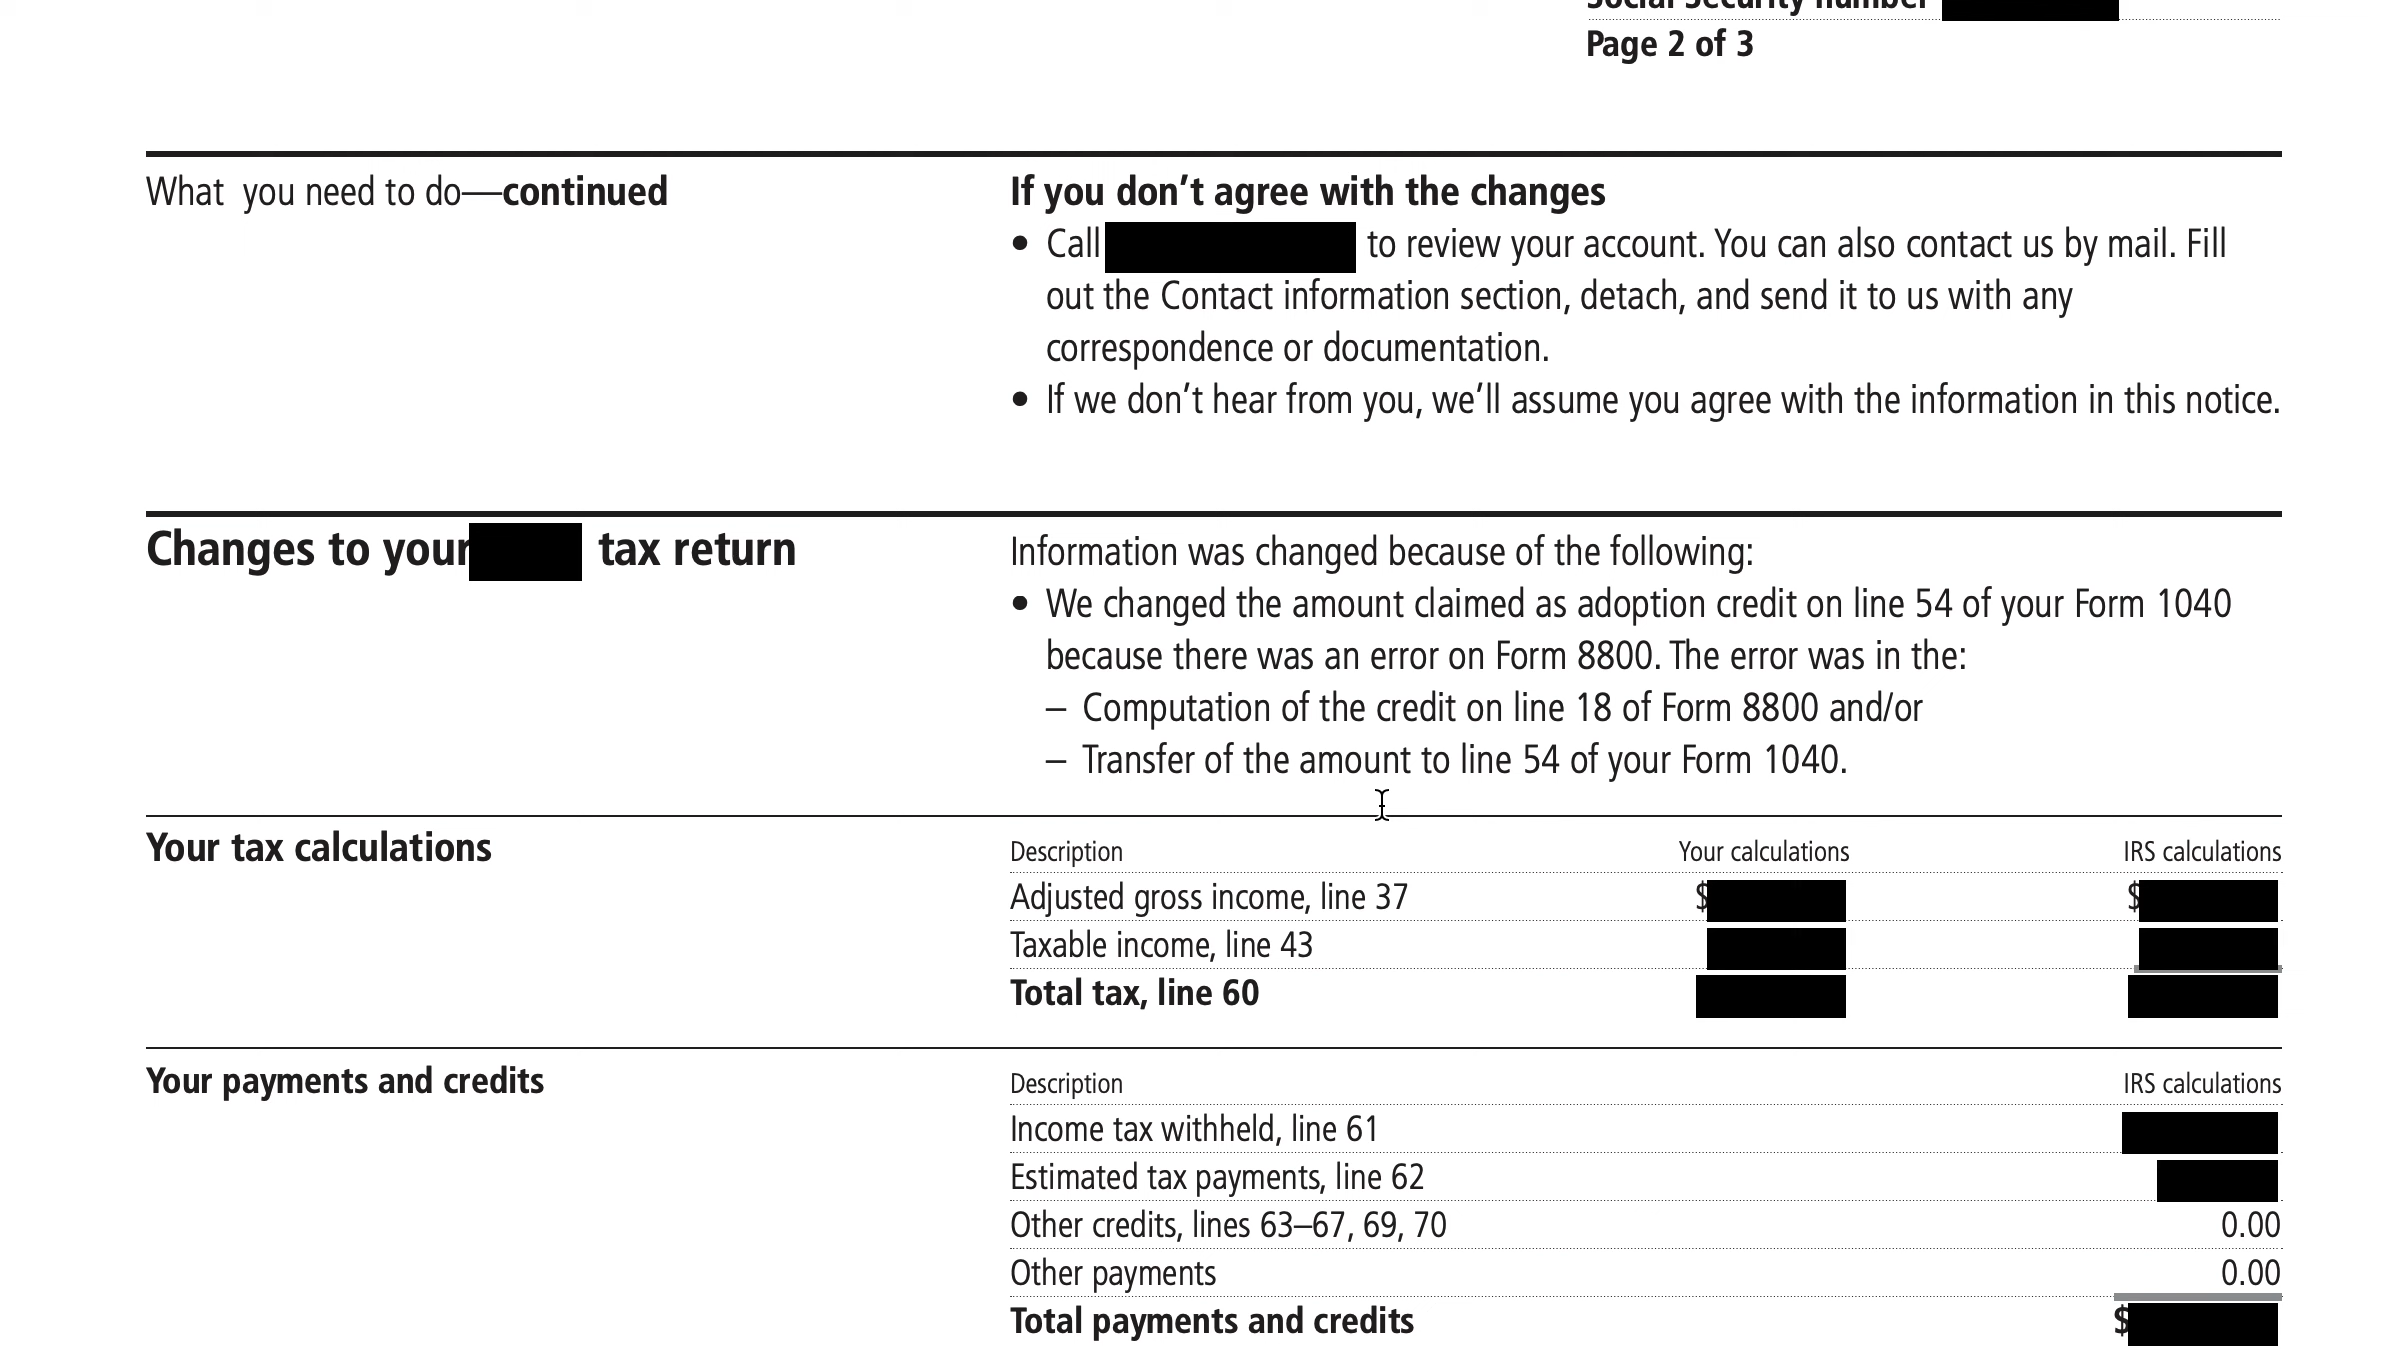 Social Security number
Page 2 of 3
What you need to do—continued
If you don't agree with the changes
• Call to review your account. You can also contact us by mail. Fill
out the Contact information section, detach, and send it to us with any
correspondence or documentation.
• If we don't hear from you, we'll assume you agree with the information in this notice.
Changes to your tax return
Information was changed because of the following:
• We changed the amount claimed as adoption credit on line 54 of your Form 1040
because there was an error on Form 8800. The error was in the:
– Computation of the credit on line 18 of Form 8800 and/or
– Transfer of the amount to line 54 of your Form 1040.
Your tax calculations
Description Your calculations IRS calculations
Adjusted gross income, line 37 $ $
Taxable income, line 43
Total tax, line 60
Your payments and credits
Description IRS calculations
Income tax withheld, line 61
Estimated tax payments, line 62
Other credits, lines 63–67, 69, 70 0.00
Other payments 0.00
Total payments and credits $